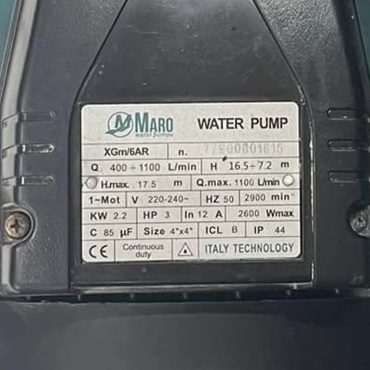 MARO WATER PUMP
water pumps
XGm/6AR n.
Q 400÷1100 L/min H 16.5÷7.2 m
H.max. 17.5 m Q.max. 1100 L/min
1~Mot V 220-240~ HZ 50 2900 min¹
KW 2.2 HP 3 In 12 A 2600 Wmax
C 85 µF Size 4"x4" ICL B IP 44
CE Continuous duty ITALY TECHNOLOGY